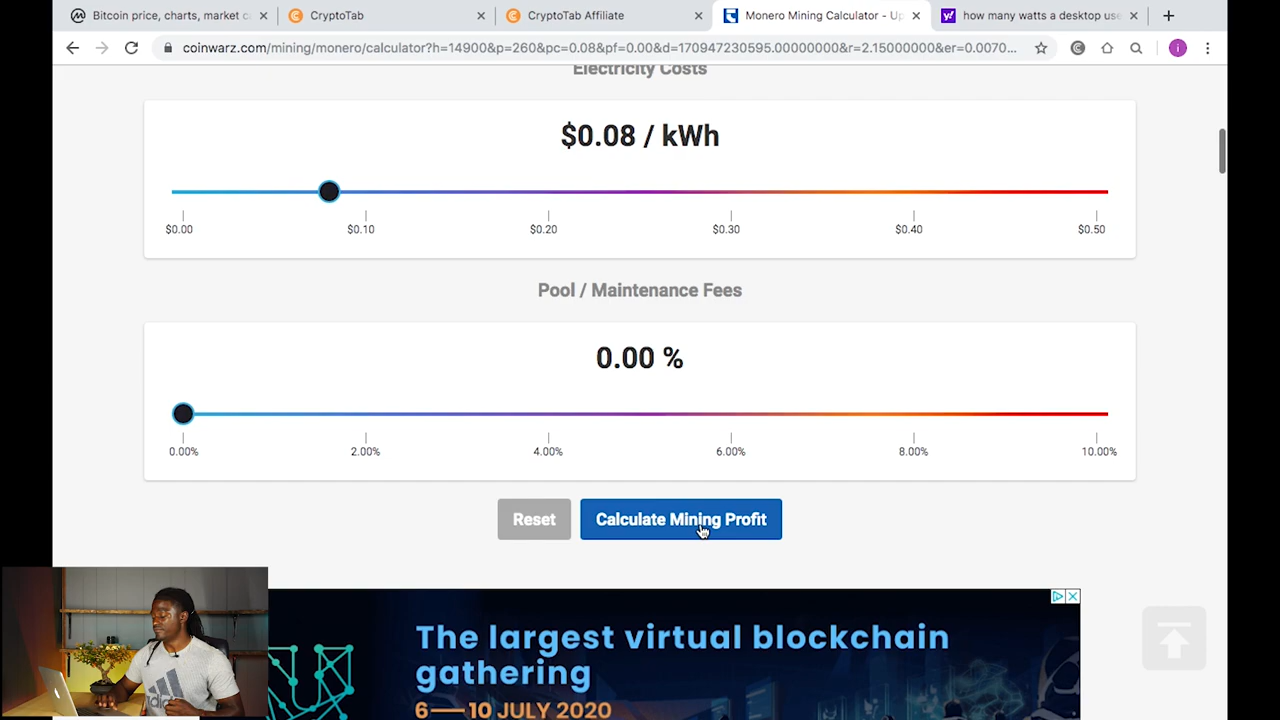 Bitcoin price, charts, market c
CryptoTab
CryptoTab Affiliate
Monero Mining Calculator - Up
how many watts a desktop use
coinwarz.com/mining/monero/calculator?h=14900&p=260&pc=0.08&pf=0.00&d=170947230595.00000000&r=2.15000000&er=0.0070...
i
Electricity Costs
$0.08 / kWh
$0.00 $0.10 $0.20 $0.30 $0.40 $0.50
Pool / Maintenance Fees
0.00 %
0.00% 2.00% 4.00% 6.00% 8.00% 10.00%
Reset Calculate Mining Profit
The largest virtual blockchain
gathering
6—10 JULY 2020